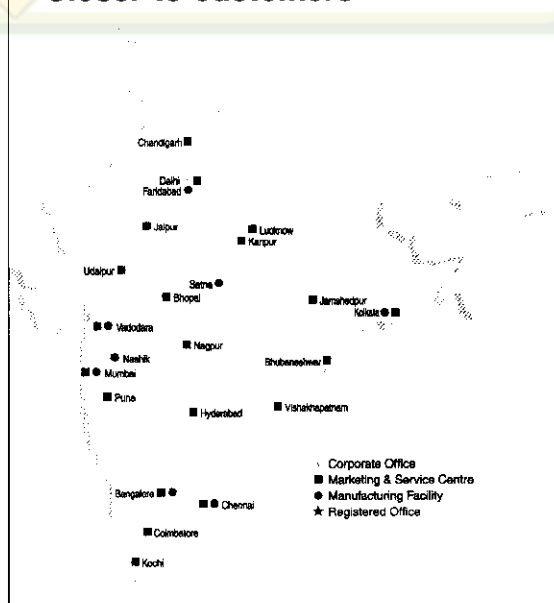 Chandigarh
Delhi
Faridabad
Jaipur
Lucknow
Kanpur
Udaipur
Satna
Bhopal
Jamshedpur
Kolkata
Vadodara
Nagpur
Nashik
Bhubaneshwar
Mumbai
Pune
Hyderabad
Vishakhapatnam
Corporate Office
Marketing & Service Centre
Manufacturing Facility
Registered Office
Bangalore
Chennai
Coimbatore
Kochi